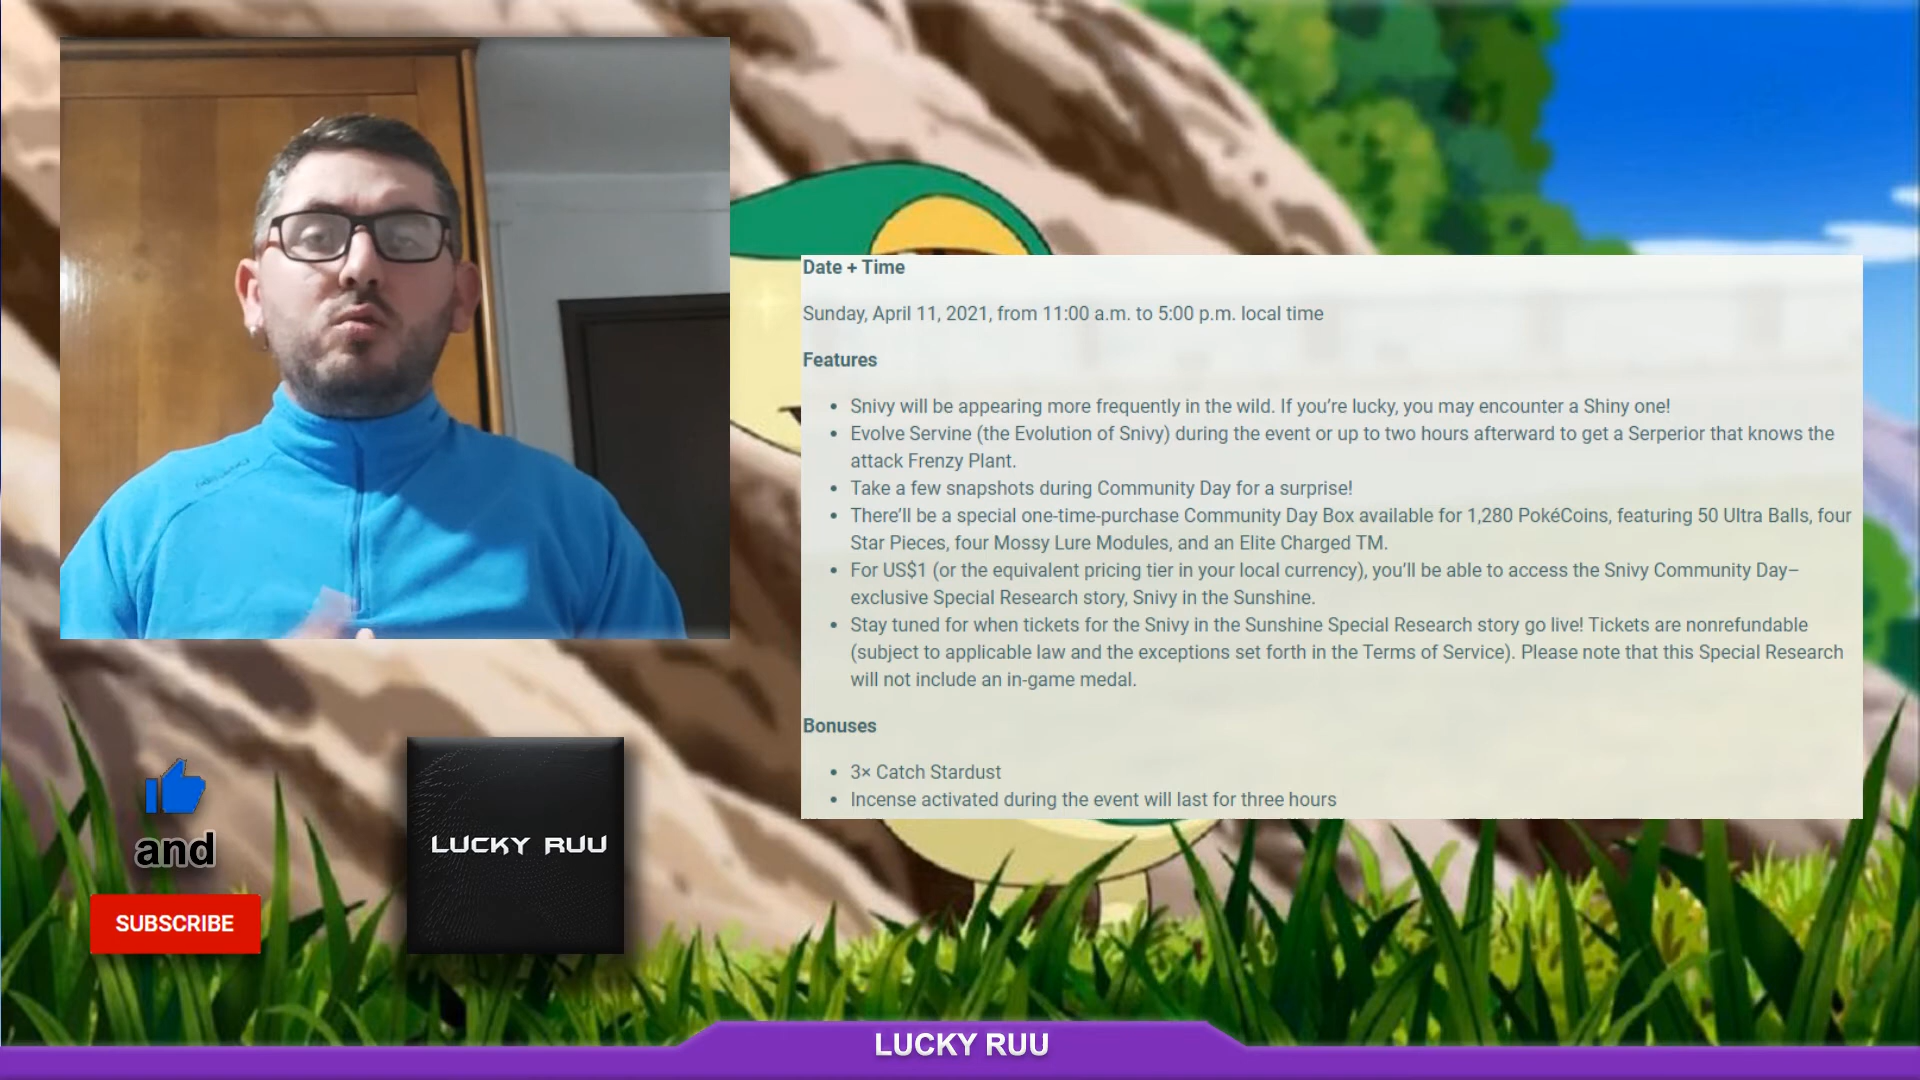 Date + Time
Sunday, April 11, 2021, from 11:00 a.m. to 5:00 p.m. local time
Features
• Snivy will be appearing more frequently in the wild. If you're lucky, you may encounter a Shiny one!
• Evolve Servine (the Evolution of Snivy) during the event or up to two hours afterward to get a Serperior that knows the
attack Frenzy Plant.
• Take a few snapshots during Community Day for a surprise!
• There'll be a special one-time-purchase Community Day Box available for 1,280 PokéCoins, featuring 50 Ultra Balls, four
Star Pieces, four Mossy Lure Modules, and an Elite Charged TM.
• For US$1 (or the equivalent pricing tier in your local currency), you'll be able to access the Snivy Community Day–
exclusive Special Research story, Snivy in the Sunshine.
• Stay tuned for when tickets for the Snivy in the Sunshine Special Research story go live! Tickets are nonrefundable
(subject to applicable law and the exceptions set forth in the Terms of Service). Please note that this Special Research
will not include an in-game medal.
Bonuses
• 3× Catch Stardust
• Incense activated during the event will last for three hours
and
SUBSCRIBE
LUCKY RUU
LUCKY RUU